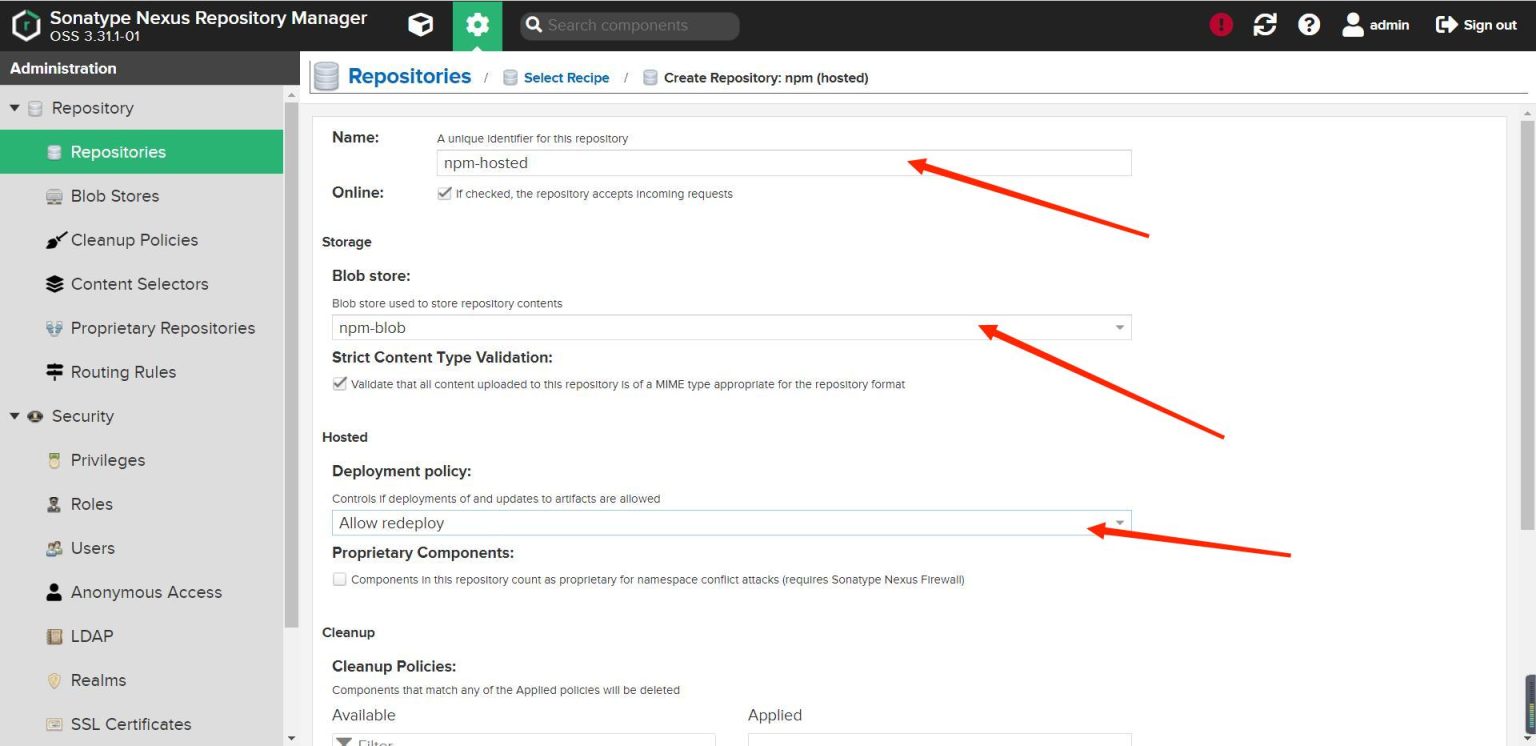 Sonatype Nexus Repository Manager
OSS 3.31.1-01
Search components
admin
Sign out
Administration
Repository
Repositories
Blob Stores
Cleanup Policies
Content Selectors
Proprietary Repositories
Routing Rules
Security
Privileges
Roles
Users
Anonymous Access
LDAP
Realms
SSL Certificates
Repositories / Select Recipe / Create Repository: npm (hosted)
Name: A unique identifier for this repository
npm-hosted
Online: If checked, the repository accepts incoming requests
Storage
Blob store:
Blob store used to store repository contents
npm-blob
Strict Content Type Validation:
Validate that all content uploaded to this repository is of a MIME type appropriate for the repository format
Hosted
Deployment policy:
Controls if deployments of and updates to artifacts are allowed
Allow redeploy
Proprietary Components:
Components in this repository count as proprietary for namespace conflict attacks (requires Sonatype Nexus Firewall)
Cleanup
Cleanup Policies:
Components that match any of the Applied policies will be deleted
Available Applied
Filter